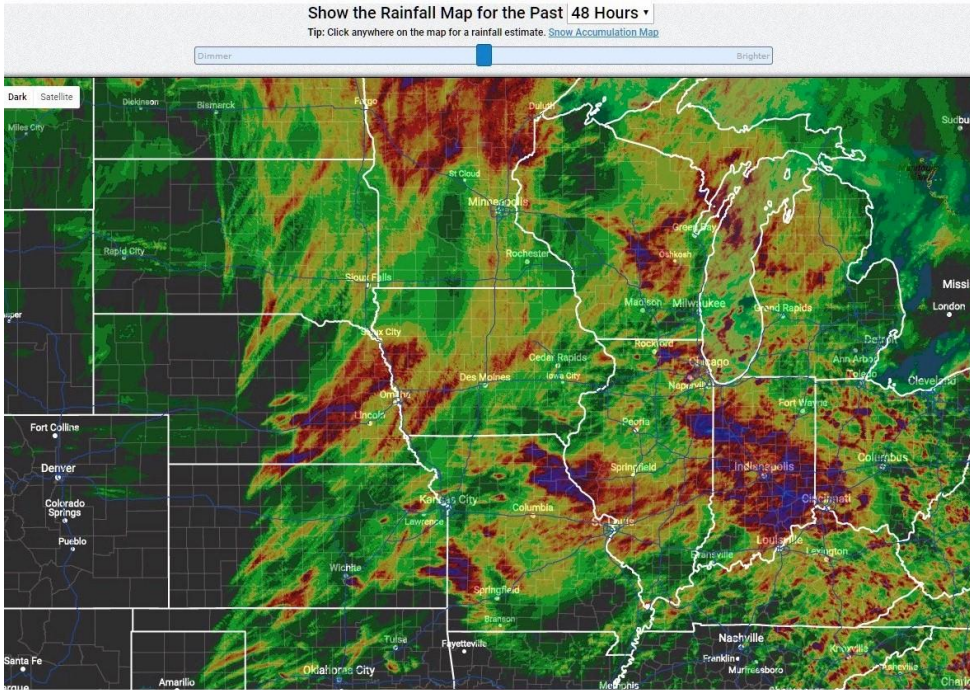 Show the Rainfall Map for the Past 48 Hours
Tip: Click anywhere on the map for a rainfall estimate. Snow Accumulation Map
Dimmer Brighter
Dark Satellite
Dickinson
Bismarck
Fargo
Duluth
Miles City
Sudbu
St Cloud
Minneapolis
Green Bay
Oshkosh
Rapid City
Rochester
Sioux Falls
Missi
London
Madison Milwaukee
Grand Rapids
Sioux City
Rockford
Detroit
Chicago
Ann Arbor
Cedar Rapids
Toledo
Des Moines
Iowa City
Naperville
Cleveland
Omaha
Fort Wayne
Lincoln
Peoria
Fort Collins
Denver
Springfield
Indianapolis
Columbus
Kansas City
Cincinnati
Colorado
Springs
Columbia
Lawrence
St. Louis
Pueblo
Louisville
Lexington
Evansville
Wichita
Springfield
Branson
Tulsa
Fayetteville
Nashville
Knoxville
Santa Fe
Franklin
Murfreesboro
Asheville
Oklahoma City
Amarillo
Memphis
Charl
erque